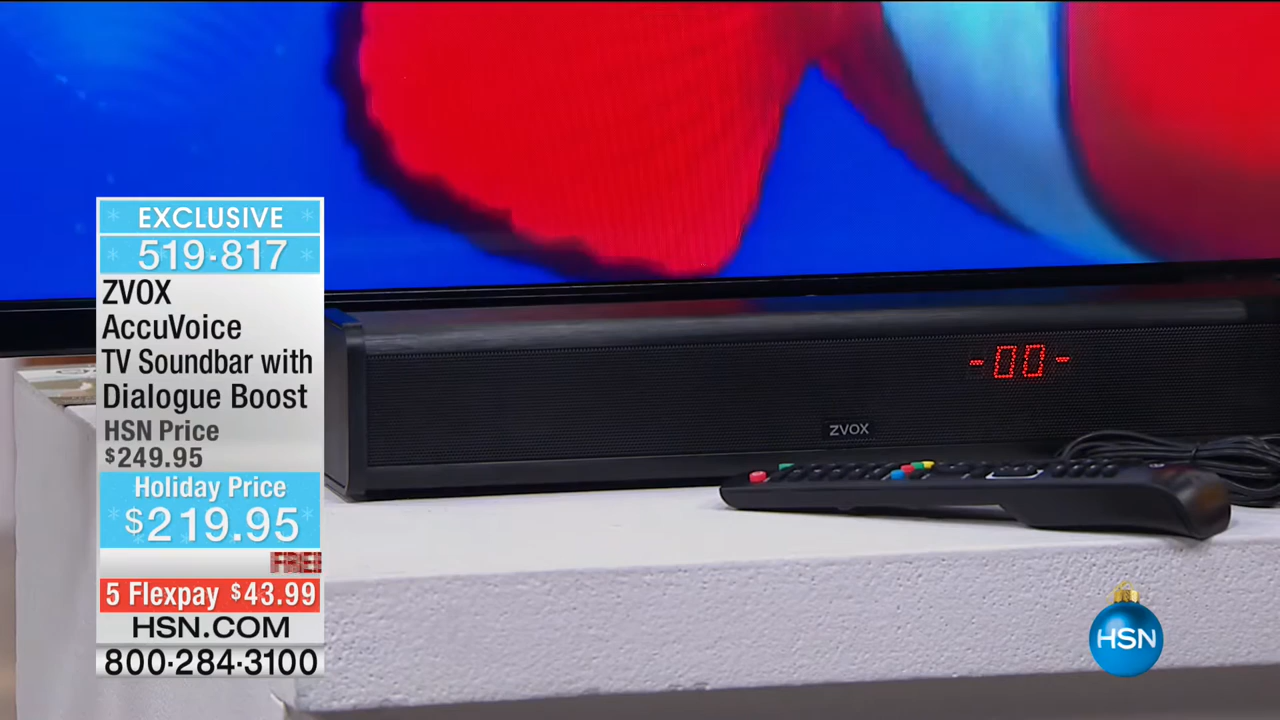 EXCLUSIVE
519-817
ZVOX
AccuVoice
TV Soundbar with
Dialogue Boost
HSN Price
$249.95
Holiday Price
$219.95
5 Flexpay $43.99
HSN.COM
800·284·3100
-00-
ZVOX
HSN